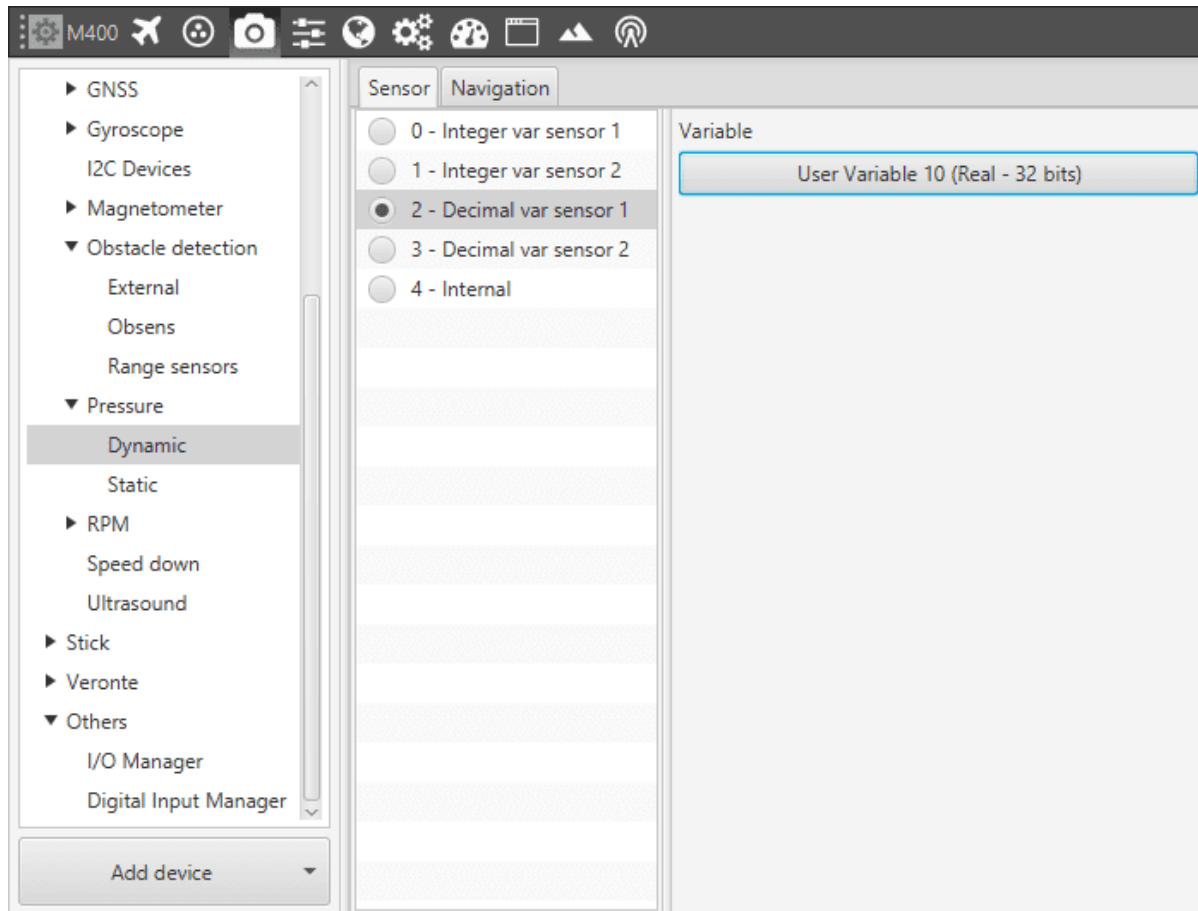 M400
GNSS
Gyroscope
I2C Devices
Magnetometer
Obstacle detection
External
Obsens
Range sensors
Pressure
Dynamic
Static
RPM
Speed down
Ultrasound
Stick
Veronte
Others
I/O Manager
Digital Input Manager
Add device
Sensor Navigation
0 - Integer var sensor 1
1 - Integer var sensor 2
2 - Decimal var sensor 1
3 - Decimal var sensor 2
4 - Internal
Variable
User Variable 10 (Real - 32 bits)